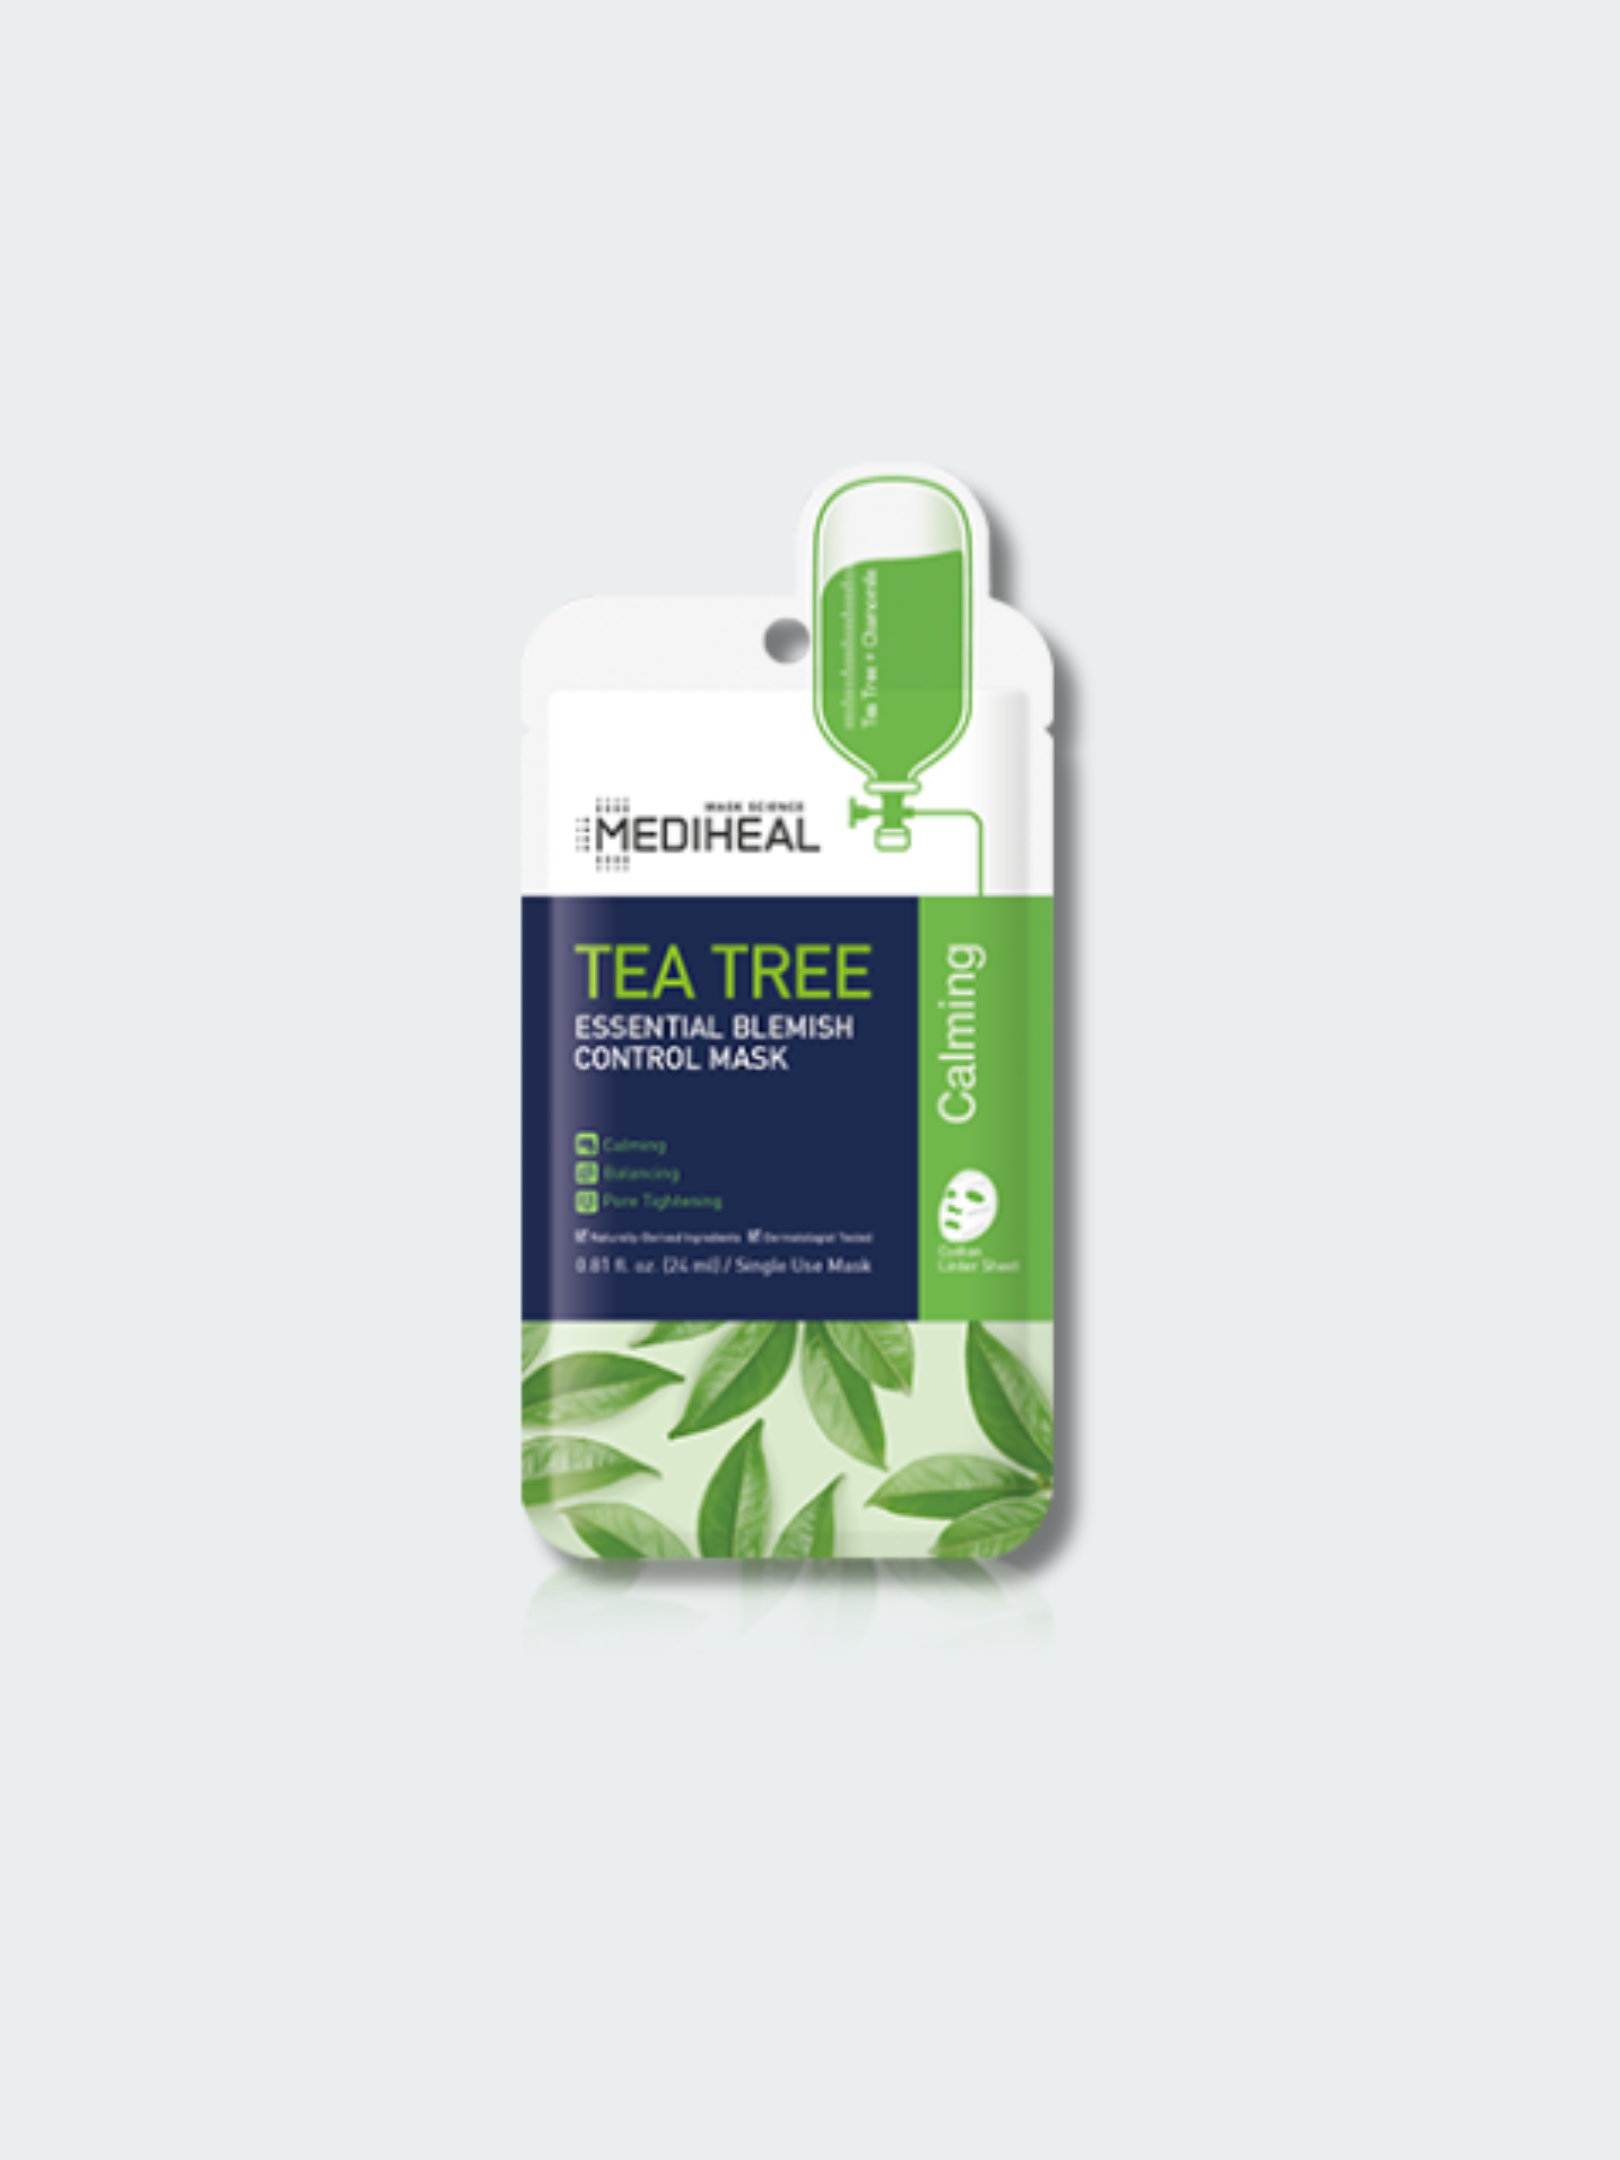 Tea Tree +
MASK SCIENCE
MEDIHEAL
TEA TREE
ESSENTIAL BLEMISH
CONTROL MASK
Calming
Balancing
Pore Tightening
Naturally-Derived Ingredients Dermatologist Tested
0.81 fl. oz. (24 ml) / Single Use Mask
Calming
Cotton
Linter Sheet